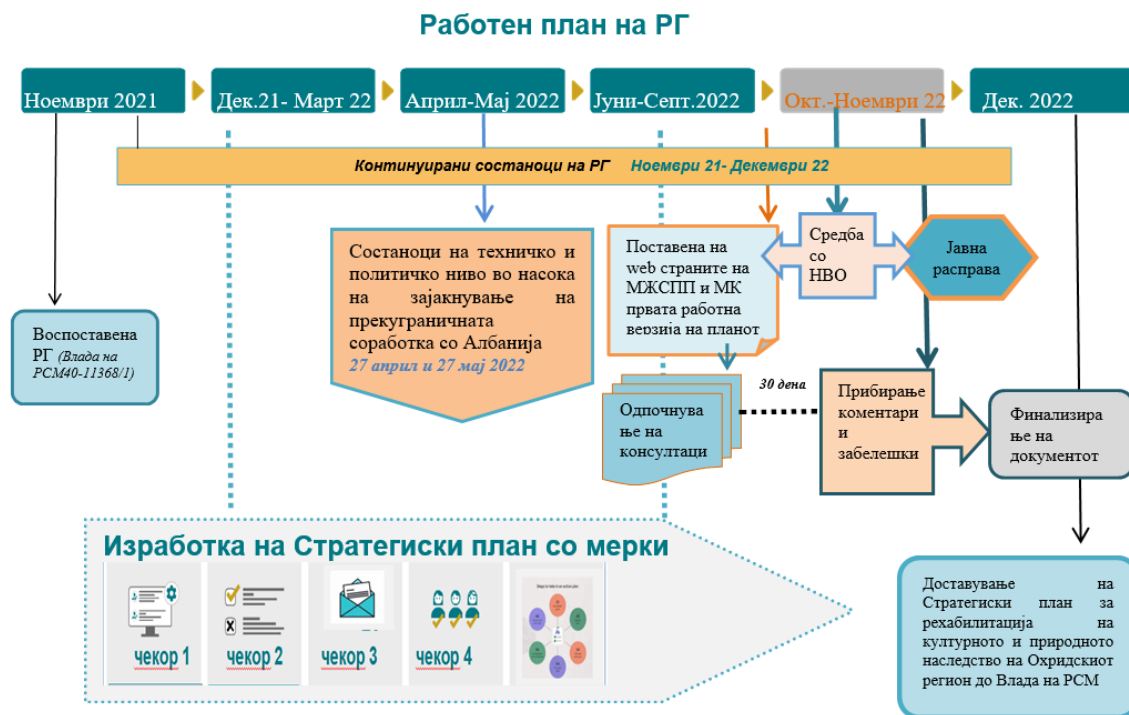 Работен план на РГ
Ноември 2021
Дек.21- Март 22
Април-Мај 2022
Јуни-Септ.2022
Окт.-Ноември 22
Дек. 2022
Континуирани состаноци на РГ Ноември 21- Декември 22
Воспоставена
РГ (Влада на
РСМ40-11368/1)
Состаноци на техничко и
политичко ниво во насока
на зајакнување на
прекуграничната
соработка со Албанија
27 април и 27 мај 2022
Поставена на
web страните на
МЖСПП и МК
првата работна
верзија на планот
Средба
со
НВО
Јавна
расправа
Одпочнува
ње на
консултаци
30 дена
Прибирање
коментари
и
забелешки
Финализира
ње на
документот
Изработка на Стратегиски план со мерки
чекор 1
чекор 2
чекор 3
чекор 4
Доставување на
Стратегиски план за
рехабилитација на
културното и природното
наследство на Охридскиот
регион до Влада на РСМ